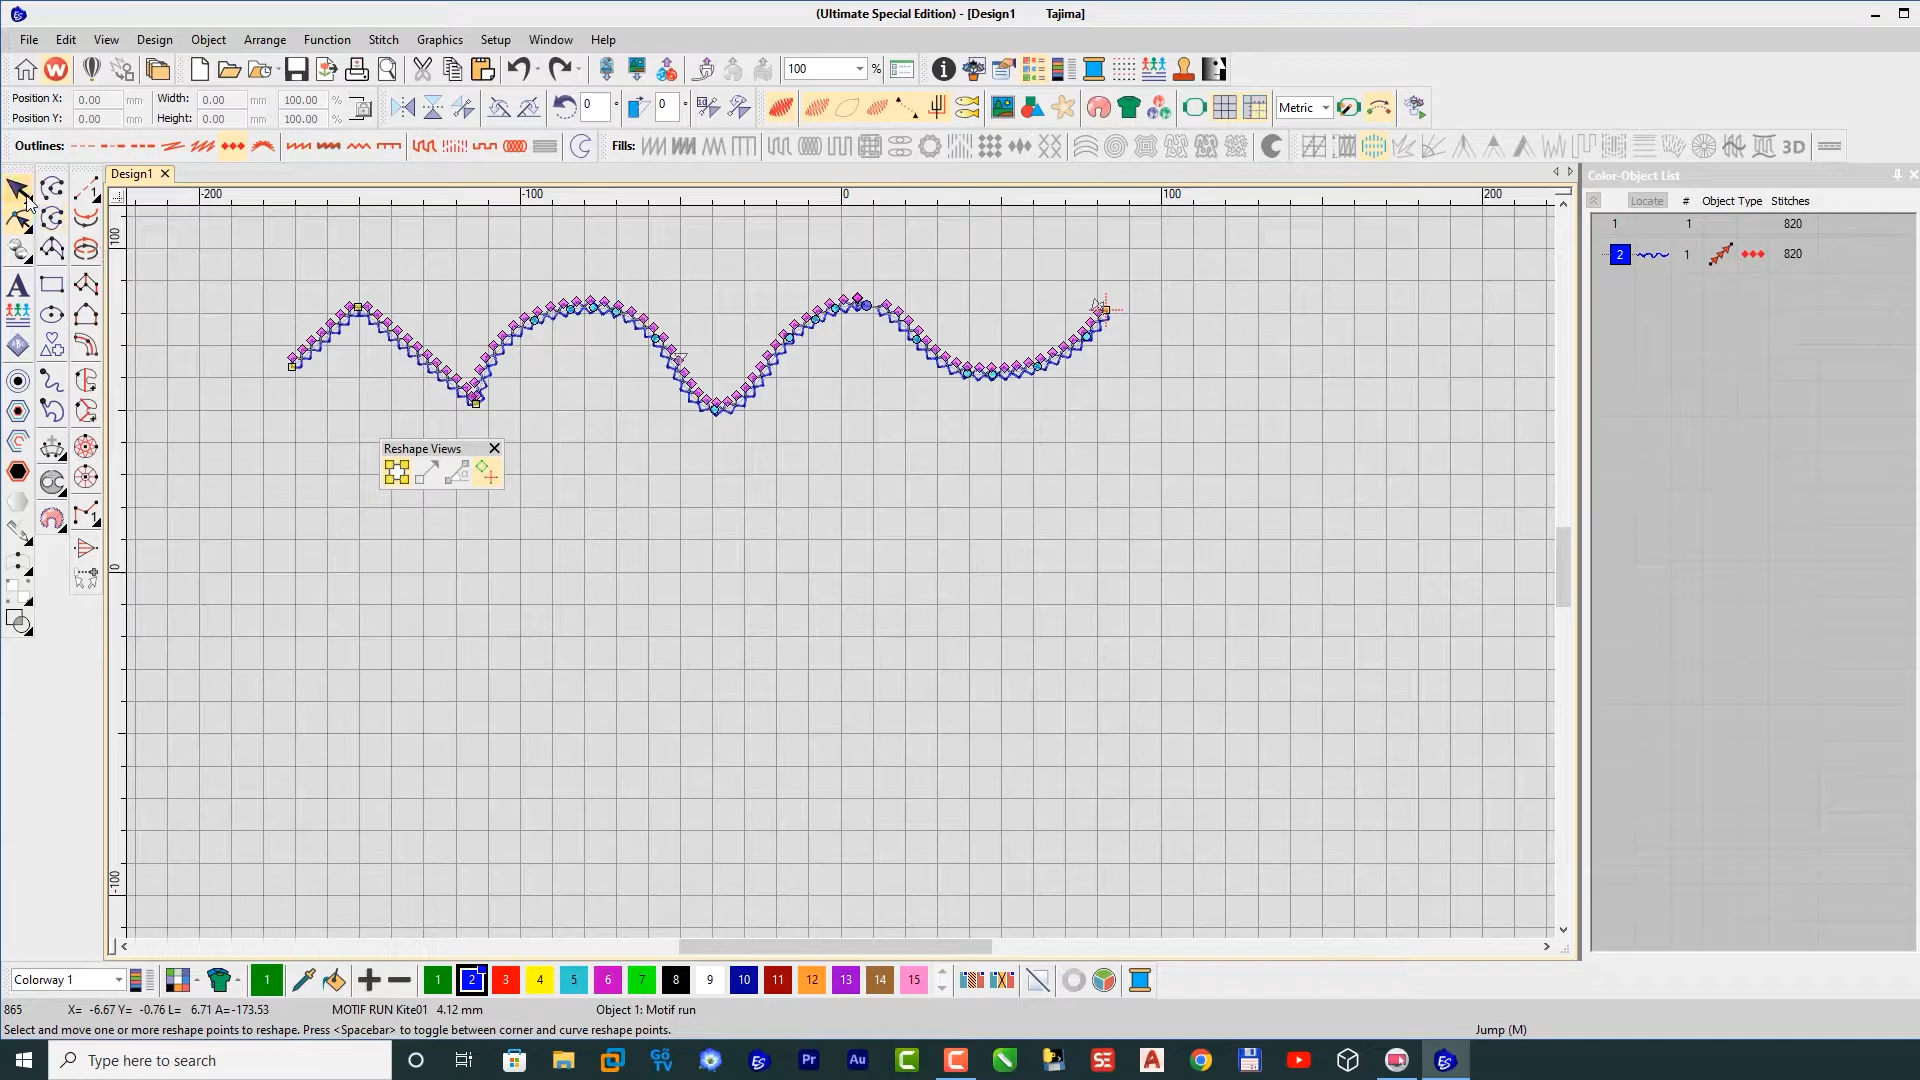 (Ultimate Special Edition) - [Design1 Tajima]
File Edit View Design Object Arrange Function Stitch Graphics Setup Window Help
100 %
Position X: 0.00 mm Width: 0.00 mm 100.00 %
Position Y: 0.00 mm Height: 0.00 mm 100.00 %
0 0 Metric
Outlines: Fills: 3D
Design1
-200 -100 0 100 200
100
0
-100
Color-Object List
Locate # Object Type Stitches
1 1 820
2 1 820
Reshape Views
Colorway 1 1 1 2 3 4 5 6 7 8 9 10 11 12 13 14 15
865 X= -6.67 Y= -0.76 L= 6.71 A=-173.53 MOTIF RUN Kite01 4.12 mm Object 1: Motif run
Select and move one or more reshape points to reshape. Press <Spacebar> to toggle between corner and curve reshape points. Jump (M)
Type here to search